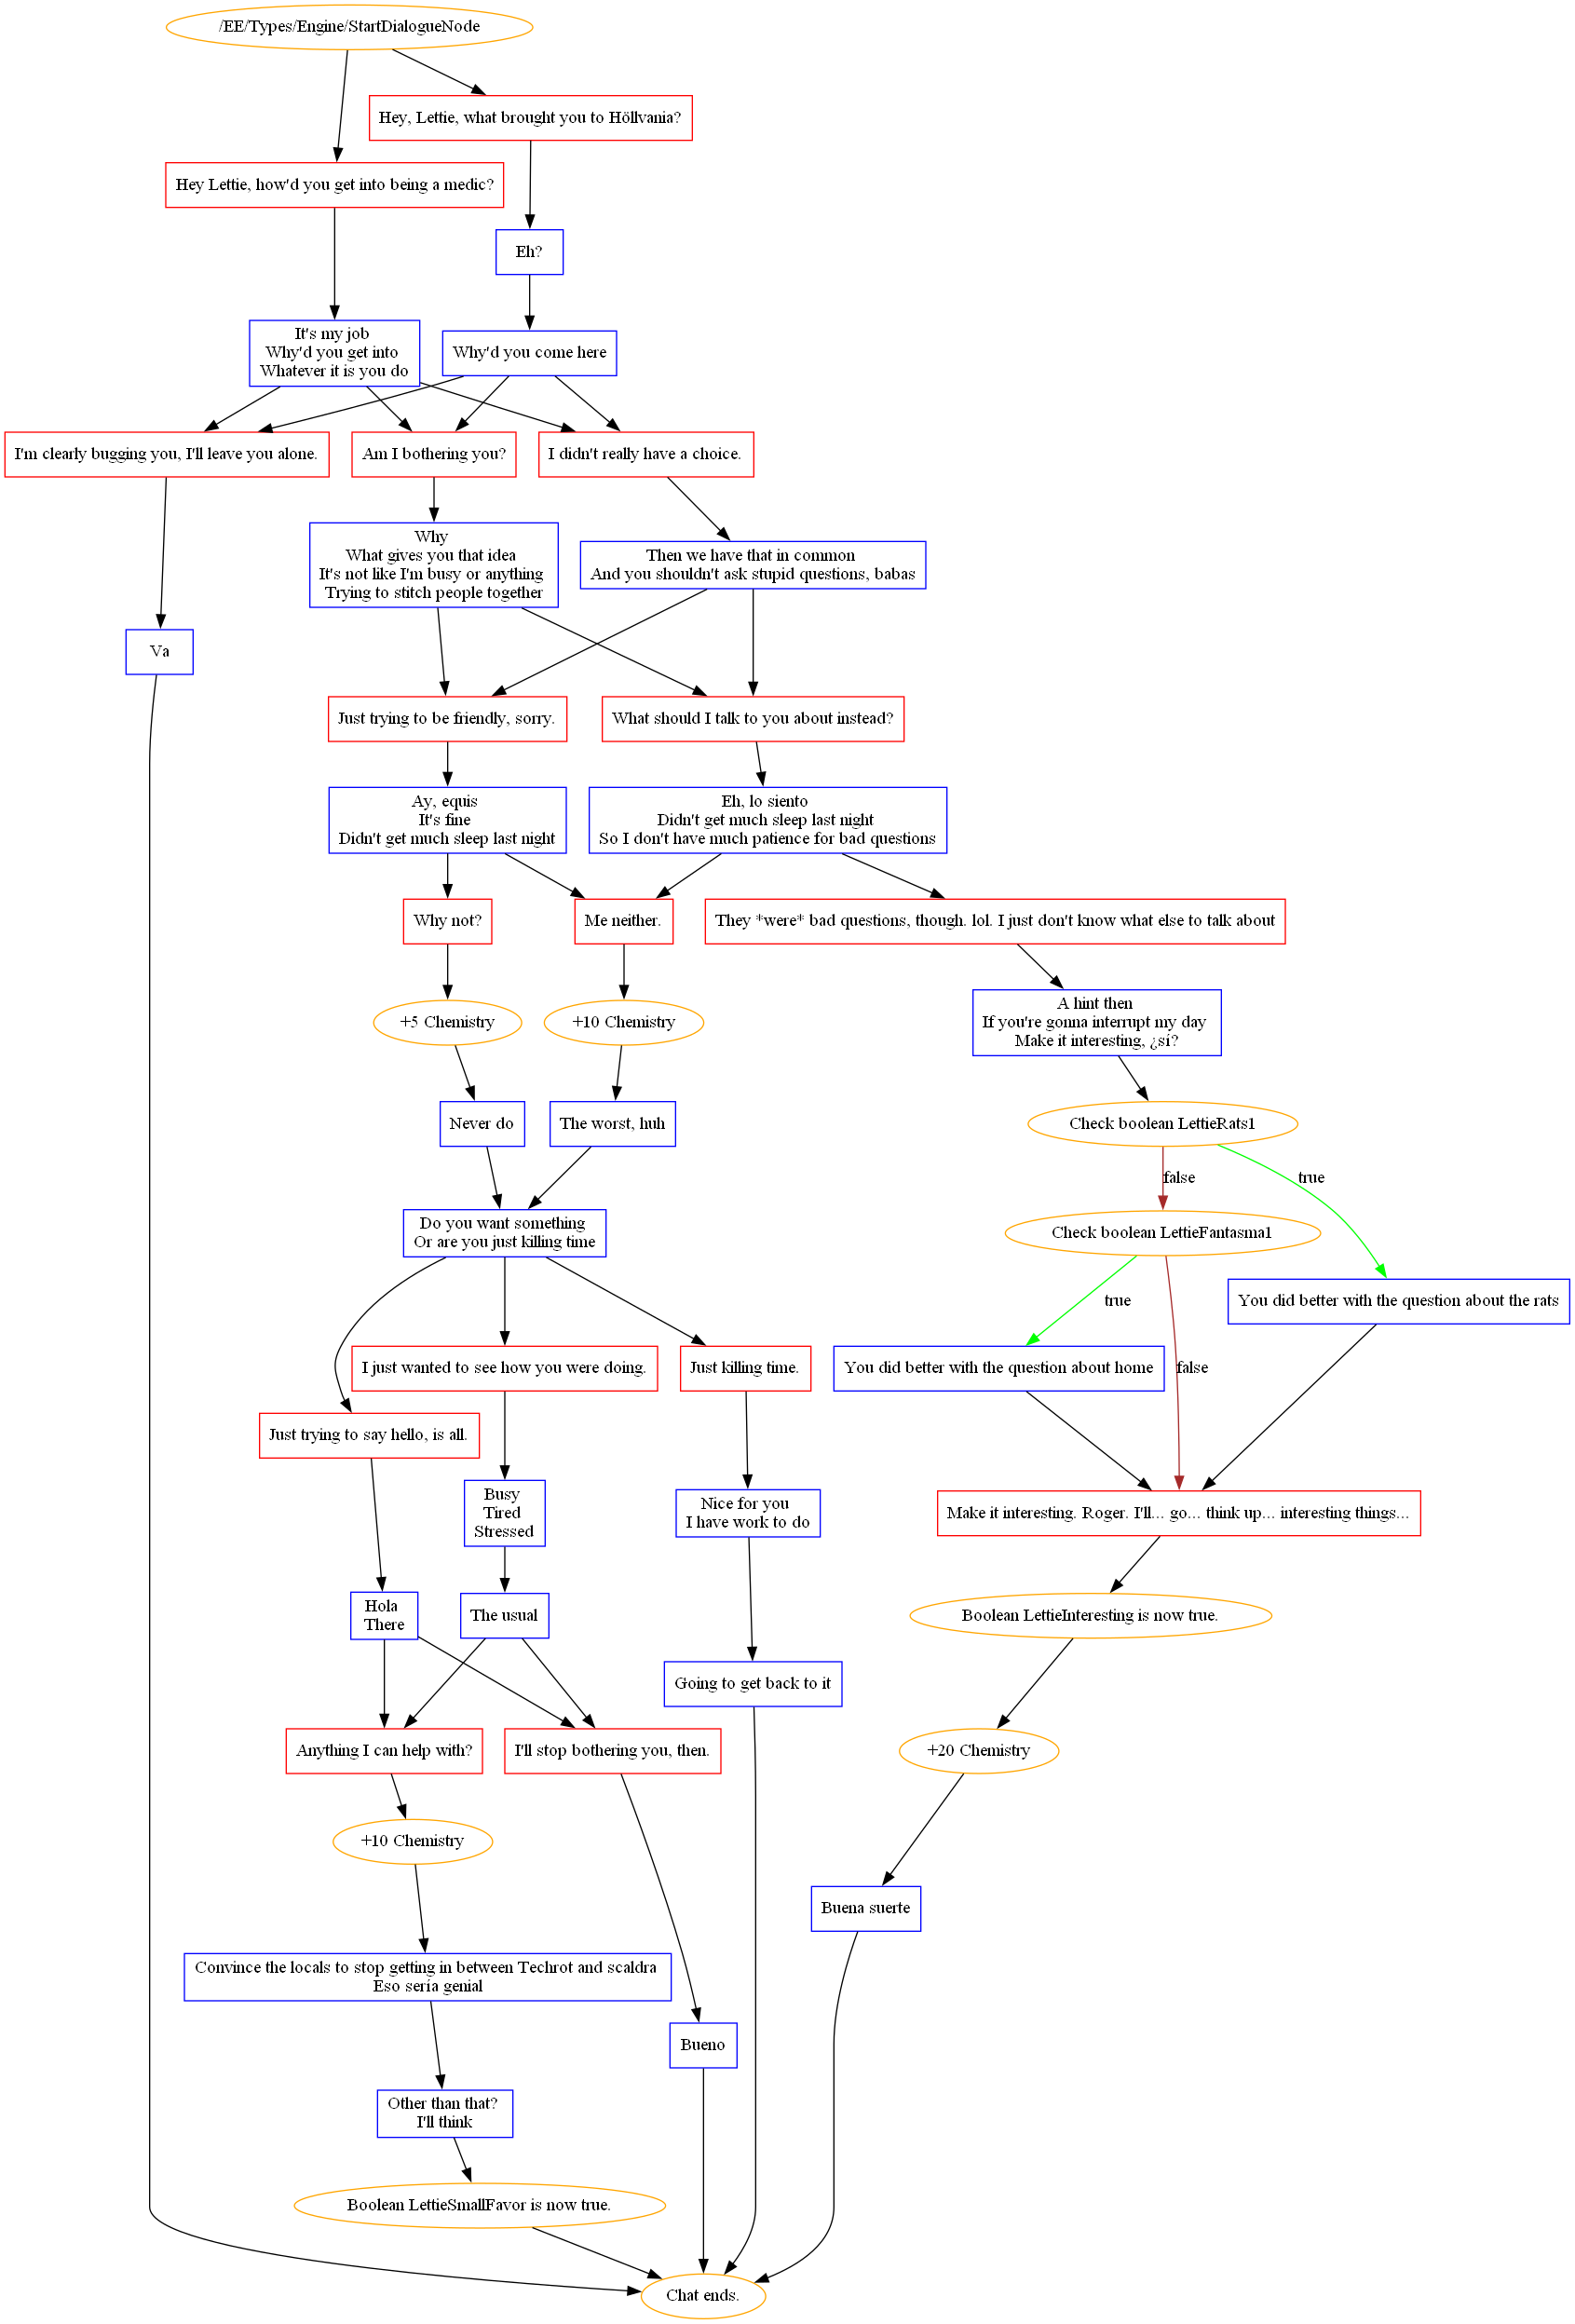 /EE/Types/Engine/StartDialogueNode
Hey, Lettie, what brought you to Höllvania?
Hey Lettie, how'd you get into being a medic?
Eh?
It's my job
Why'd you get into
Whatever it is you do
Why'd you come here
I'm clearly bugging you, I'll leave you alone.
Am I bothering you?
I didn't really have a choice.
Why
What gives you that idea
It's not like I'm busy or anything
Trying to stitch people together
Then we have that in common
And you shouldn't ask stupid questions, babas
Va
Just trying to be friendly, sorry.
What should I talk to you about instead?
Ay, equis
It's fine
Didn't get much sleep last night
Eh, lo siento
Didn't get much sleep last night
So I don't have much patience for bad questions
Why not?
Me neither.
They *were* bad questions, though. lol. I just don't know what else to talk about
+5 Chemistry
+10 Chemistry
A hint then
If you're gonna interrupt my day
Make it interesting, ¿sí?
Never do
The worst, huh
Check boolean LettieRats1
false
true
Do you want something
Or are you just killing time
Check boolean LettieFantasma1
true
false
You did better with the question about the rats
I just wanted to see how you were doing.
Just killing time.
You did better with the question about home
Just trying to say hello, is all.
Busy
Tired
Stressed
Nice for you
I have work to do
Make it interesting. Roger. I'll... go... think up... interesting things...
Hola
There
The usual
Boolean LettieInteresting is now true.
Going to get back to it
Anything I can help with?
I'll stop bothering you, then.
+20 Chemistry
+10 Chemistry
Buena suerte
Convince the locals to stop getting in between Techrot and scaldra
Eso sería genial
Bueno
Other than that?
I'll think
Boolean LettieSmallFavor is now true.
Chat ends.